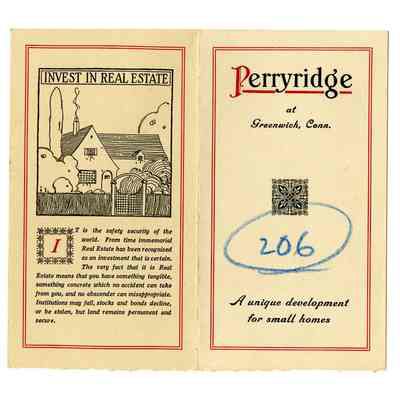 INVEST IN REAL ESTATE
IT is the safety security of the
world. From time immemorial
Real Estate has been recognized
as an investment that is certain.
The very fact that it is Real
Estate means that you have something tangible,
something concrete which no accident can take
from you, and no absconder can misappropriate.
Institutions may fail, stocks and bonds decline,
or be stolen, but land remains permanent and
secure.
Perryridge
at
Greenwich, Conn.
206
A unique development
for small homes